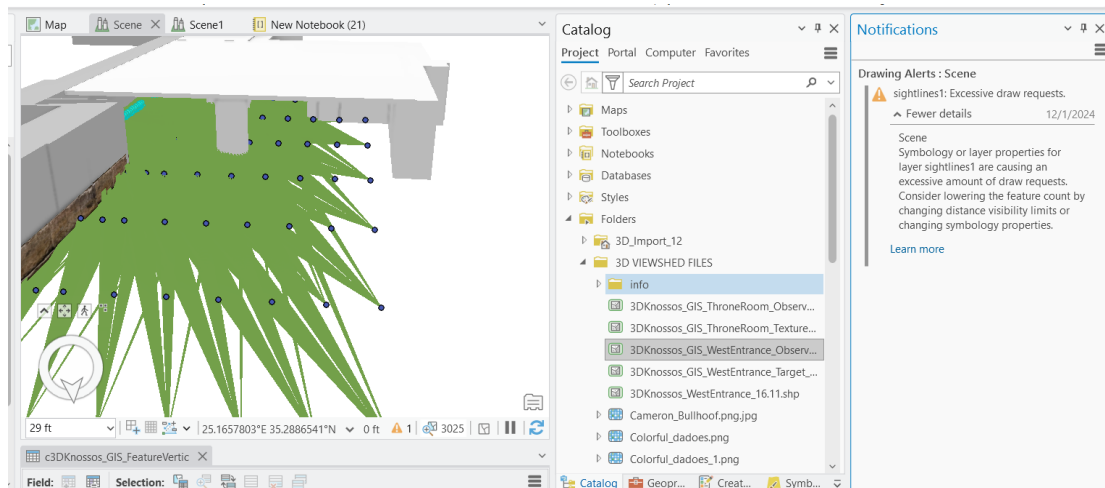 Map
Scene
Scene1
New Notebook (21)
29 ft
25.1657803°E 35.2886541°N
0 ft
1
3025
c3DKnossos_GIS_FeatureVertic
Field:
Selection:
Catalog
Project Portal Computer Favorites
Search Project
Maps
Toolboxes
Notebooks
Databases
Styles
Folders
3D_Import_12
3D VIEWSHED FILES
info
3DKnossos_GIS_ThroneRoom_Observ...
3DKnossos_GIS_ThroneRoom_Texture...
3DKnossos_GIS_WestEntrance_Observ...
3DKnossos_GIS_WestEntrance_Target_...
3DKnossos_WestEntrance_16.11.shp
Cameron_Bullhoof.png.jpg
Colorful_dadoes.png
Colorful_dadoes_1.png
Catalog
Geopr...
Creat...
Symb...
Notifications
Drawing Alerts : Scene
sightlines1: Excessive draw requests.
Fewer details
12/1/2024
Scene
Symbology or layer properties for
layer sightlines1 are causing an
excessive amount of draw requests.
Consider lowering the feature count by
changing distance visibility limits or
changing symbology properties.
Learn more